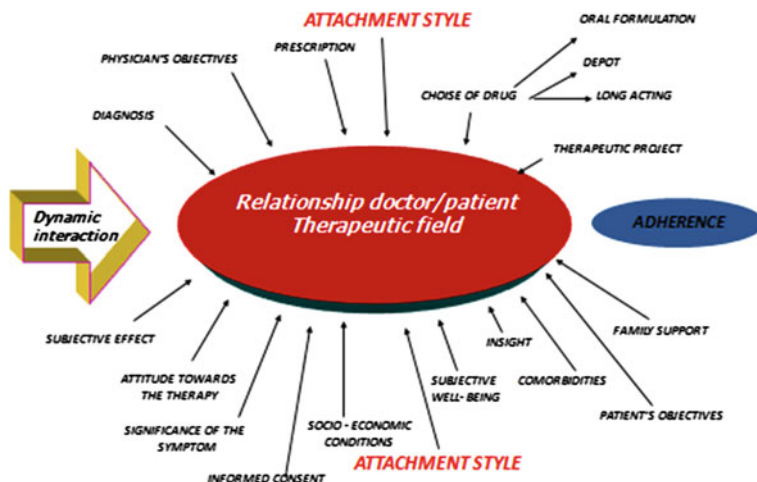 ATTACHMENT STYLE
ORAL FORMULATION
PRESCRIPTION
PHYSICIAN'S OBJECTIVES
DEPOT
CHOISE OF DRUG
LONG ACTING
DIAGNOSIS
THERAPEUTIC PROJECT
Relationship doctor/patient
Therapeutic field
Dynamic
interaction
ADHERENCE
SUBJECTIVE EFFECT
FAMILY SUPPORT
INSIGHT
ATTITUDE TOWARDS
THE THERAPY
SUBJECTIVE
WELL- BEING
COMORBIDITIES
SIGNIFICANCE OF THE
SYMPTOM
SOCIO - ECONOMIC
CONDITIONS
PATIENT'S OBJECTIVES
ATTACHMENT STYLE
INFORMED CONSENT